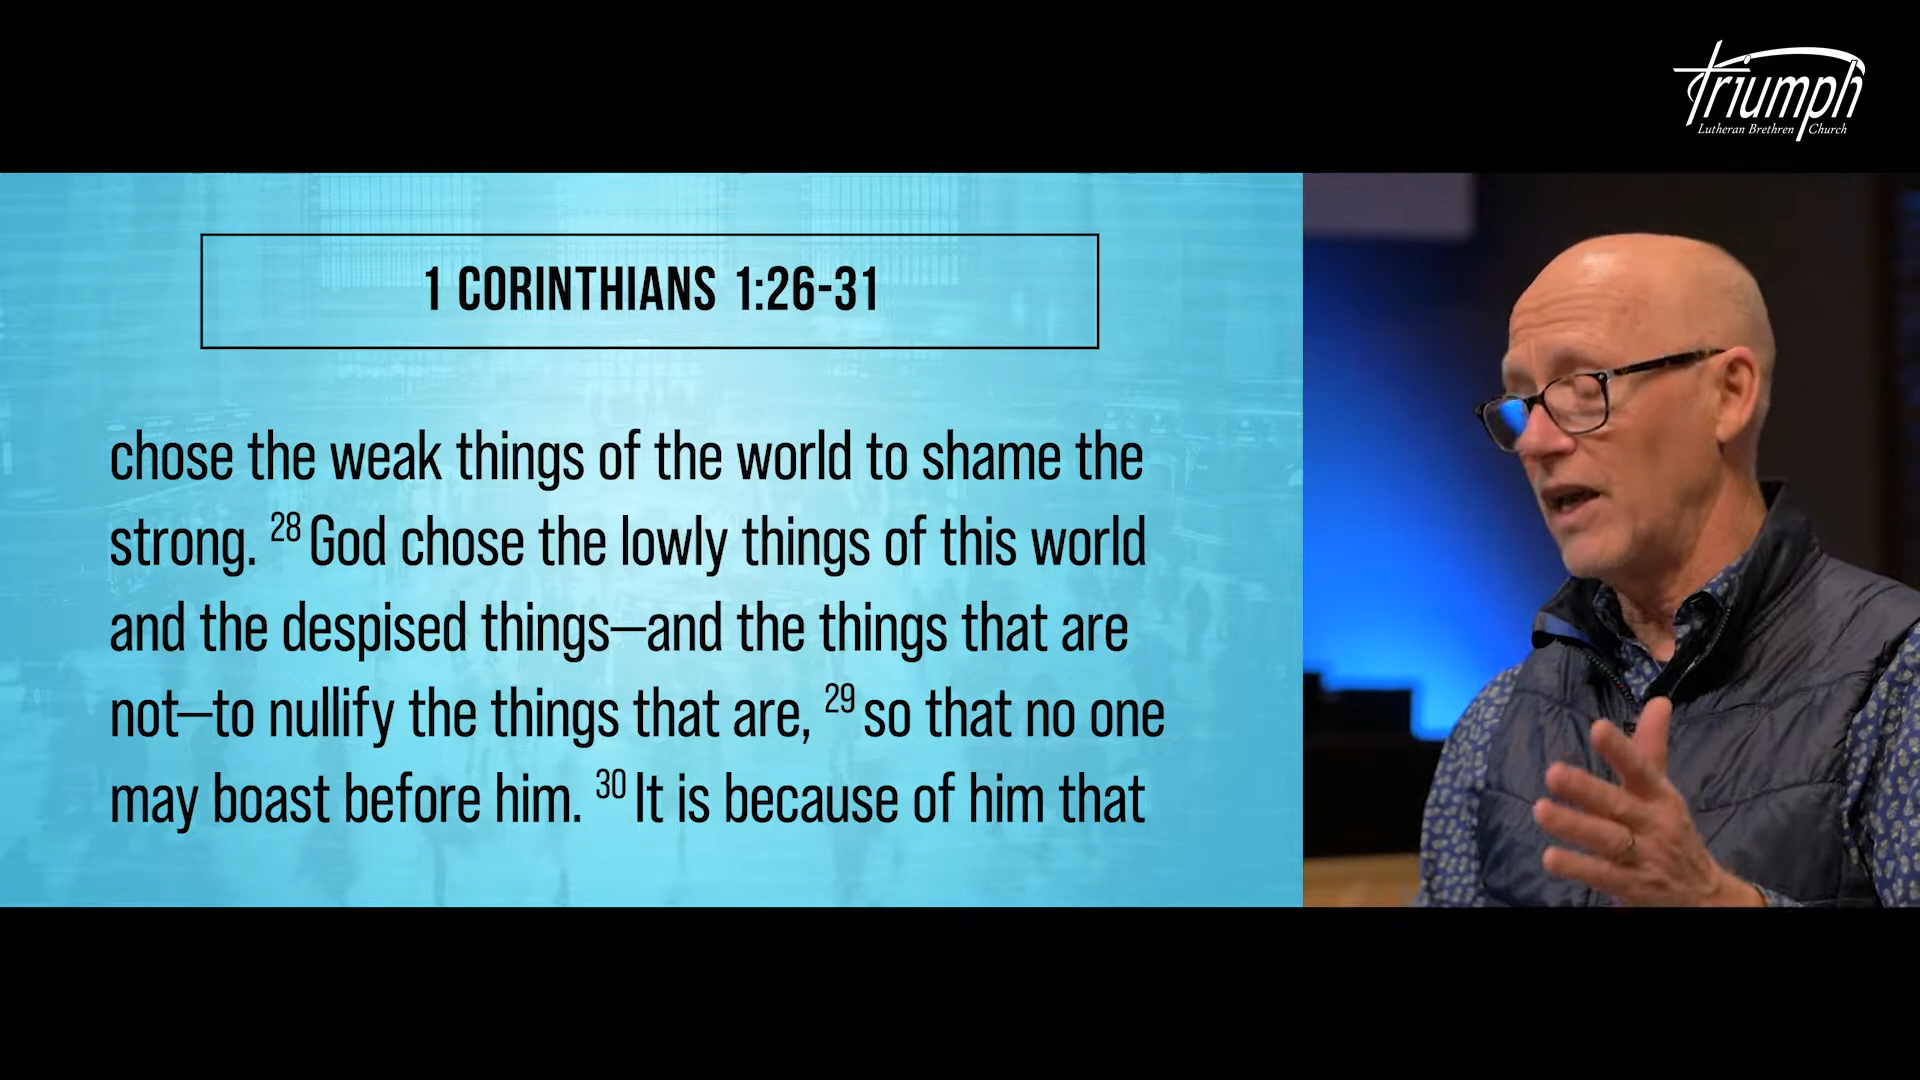 Triumph
Lutheran Brethren Church
1 CORINTHIANS 1:26-31
chose the weak things of the world to shame the
strong. 28 God chose the lowly things of this world
and the despised things—and the things that are
not—to nullify the things that are, 29 so that no one
may boast before him. 30 It is because of him that